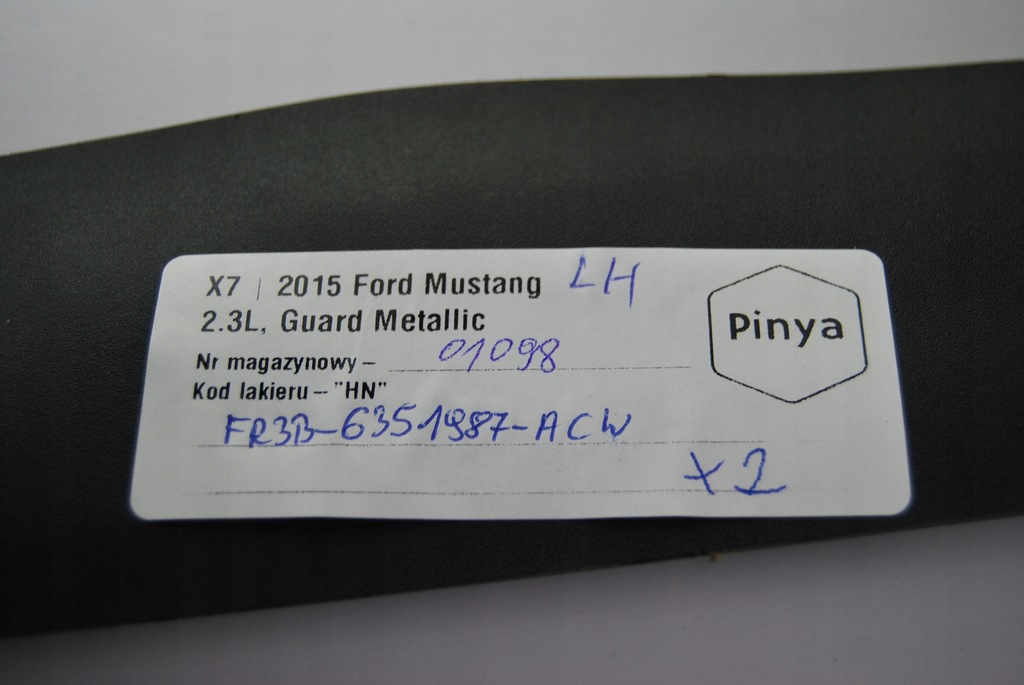 X7 | 2015 Ford Mustang LH
2.3L, Guard Metallic
Pinya
Nr magazynowy – 01098
Kod lakieru – "HN"
FR3B-6351987-ACW
x2